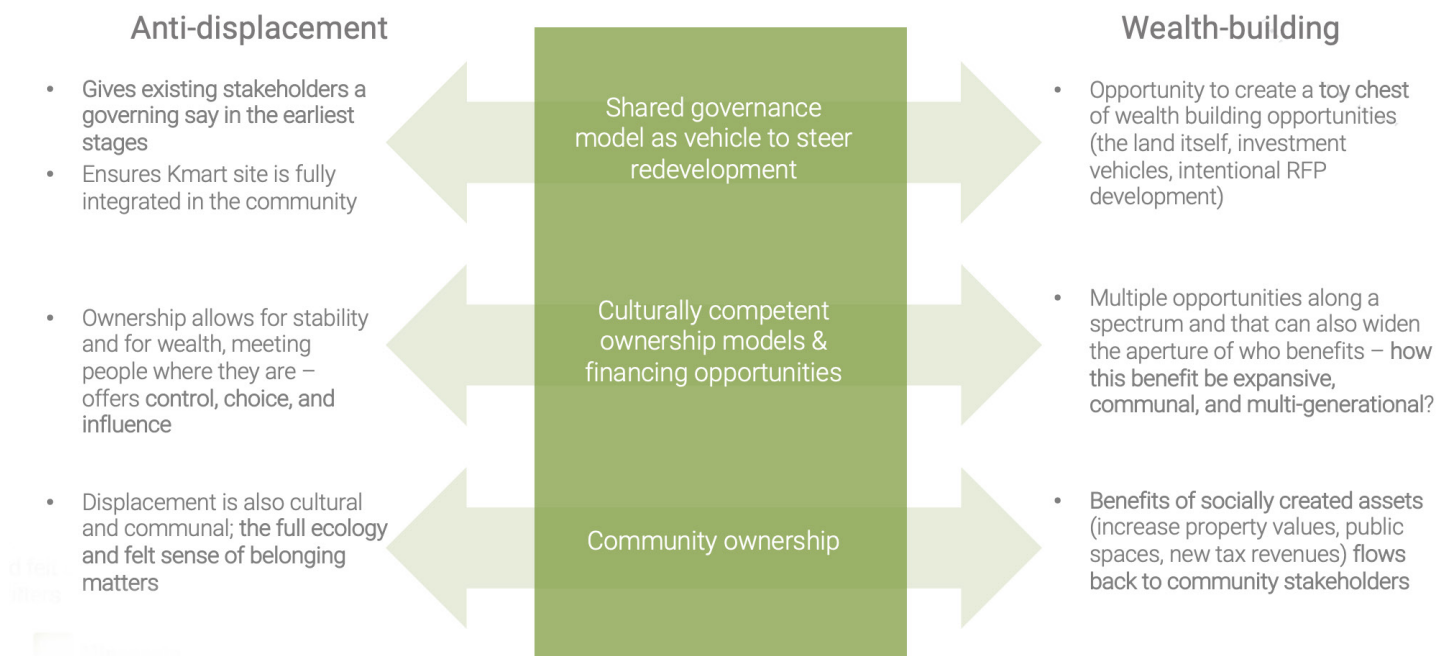 Anti-displacement
• Gives existing stakeholders a
governing say in the earliest
stages
• Ensures Kmart site is fully
integrated in the community
• Ownership allows for stability
and for wealth, meeting
people where they are –
offers control, choice, and
influence
• Displacement is also cultural
and communal; the full ecology
and felt sense of belonging
matters
Shared governance
model as vehicle to steer
redevelopment
Culturally competent
ownership models &
financing opportunities
Community ownership
Wealth-building
• Opportunity to create a toy chest
of wealth building opportunities
(the land itself, investment
vehicles, intentional RFP
development)
• Multiple opportunities along a
spectrum and that can also widen
the aperture of who benefits – how
this benefit be expansive,
communal, and multi-generational?
• Benefits of socially created assets
(increase property values, public
spaces, new tax revenues) flows
back to community stakeholders